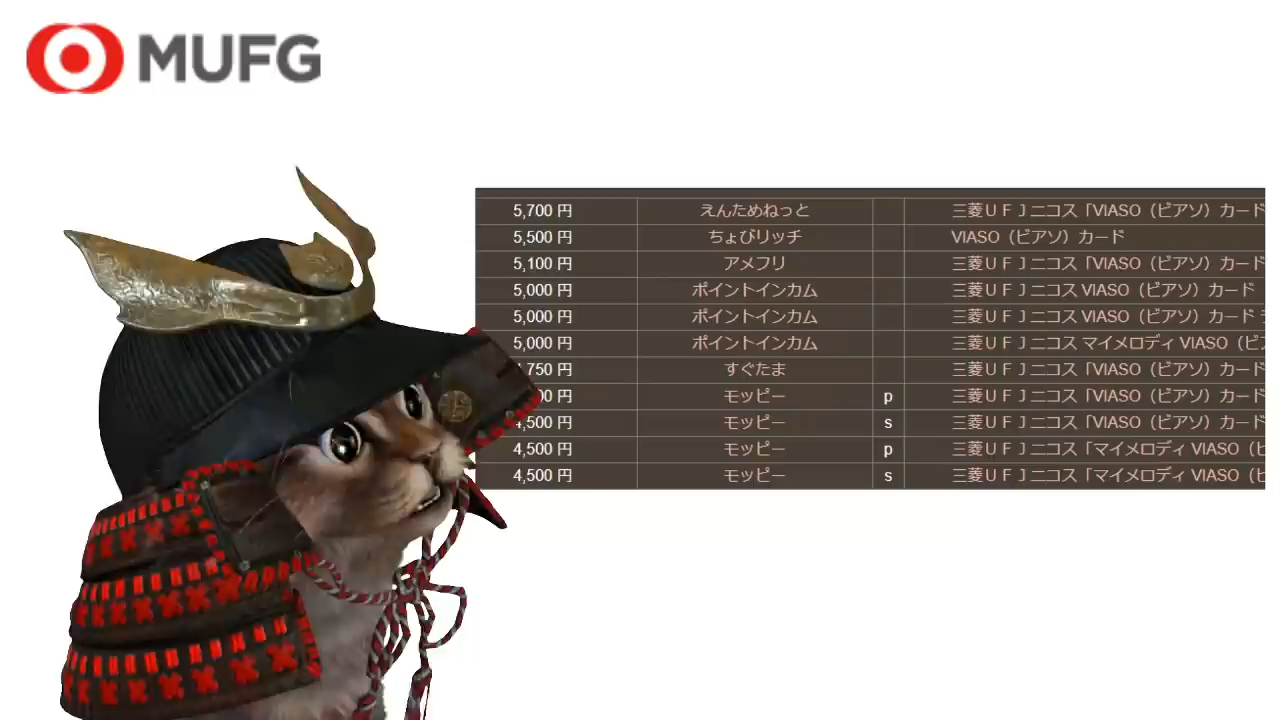 MUFG
5,700 円 えんためねっと 三菱ＵＦＪニコス「VIASO（ビアソ）カード
5,500 円 ちょびリッチ VIASO（ビアソ）カード
5,100 円 アメフリ 三菱ＵＦＪニコス「VIASO（ビアソ）カード
5,000 円 ポイントインカム 三菱ＵＦＪニコス VIASO（ビアソ）カード
5,000 円 ポイントインカム 三菱ＵＦＪニコス VIASO（ビアソ）カード
5,000 円 ポイントインカム 三菱ＵＦＪニコス マイメロディ VIASO（ビ
750 円 すぐたま 三菱ＵＦＪニコス「VIASO（ビアソ）カード
00 円 モッピー p 三菱ＵＦＪニコス「VIASO（ビアソ）カード
,500 円 モッピー s 三菱ＵＦＪニコス「VIASO（ビアソ）カード
4,500 円 モッピー p 三菱ＵＦＪニコス「マイメロディ VIASO（
4,500 円 モッピー s 三菱ＵＦＪニコス「マイメロディ VIASO（